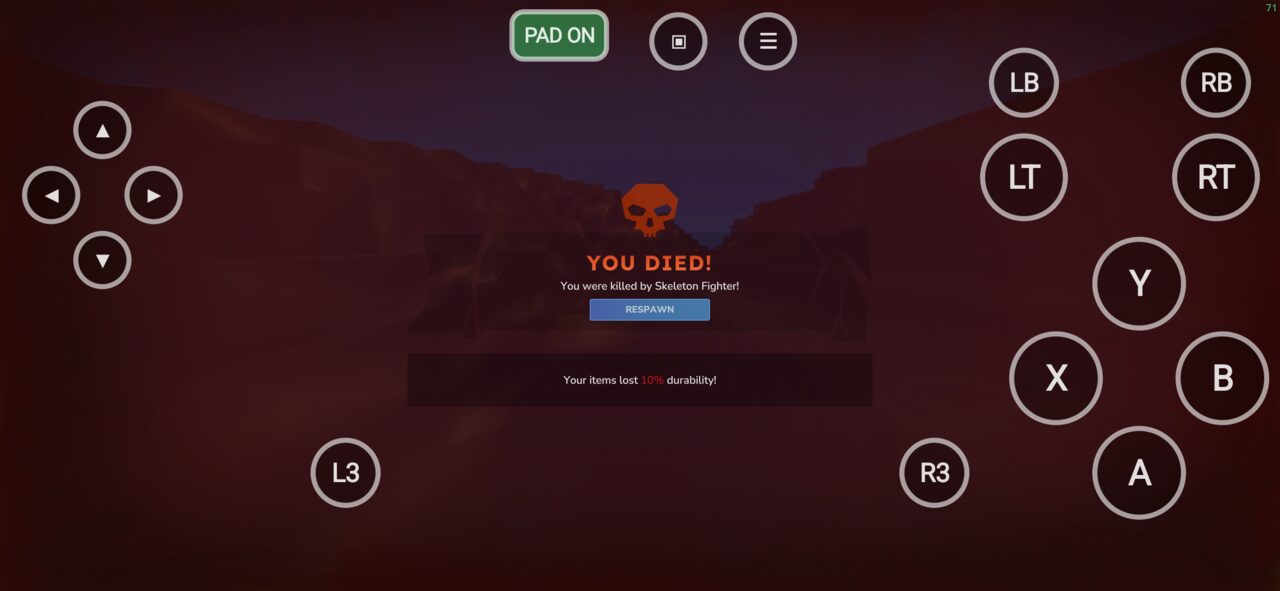 71
PAD ON
LB
RB
LT
RT
YOU DIED!
You were killed by Skeleton Fighter!
RESPAWN
Y
X
B
Your items lost 10% durability!
L3
R3
A